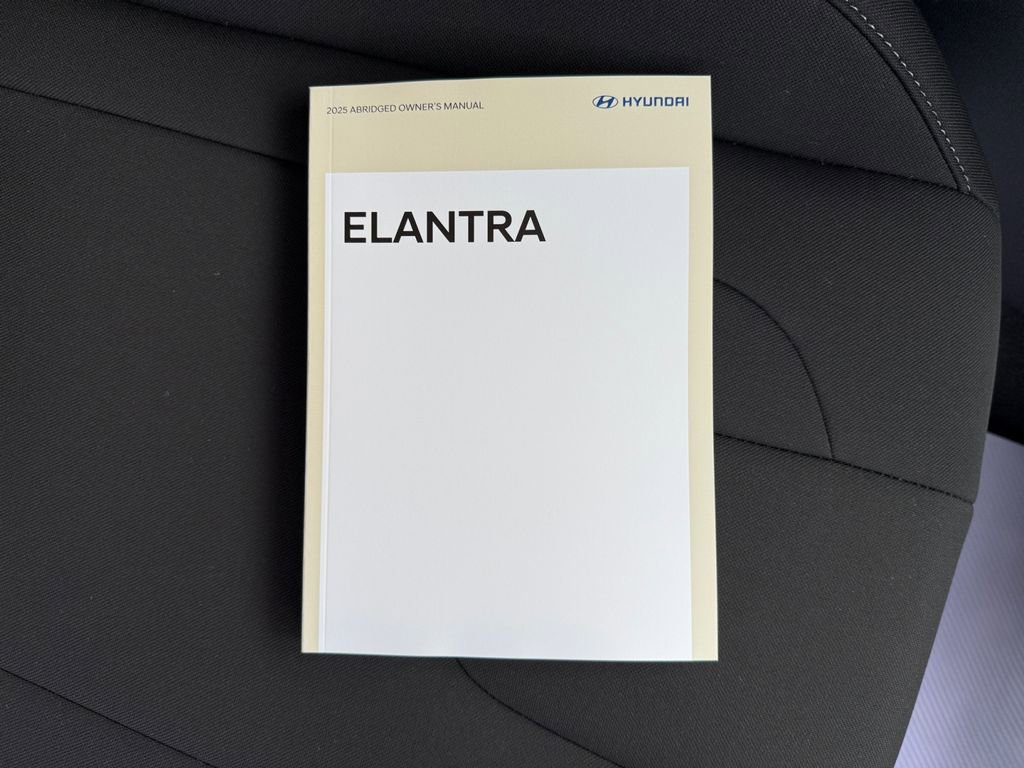 2025 ABRIDGED OWNER'S MANUAL
HYUNDAI
ELANTRA